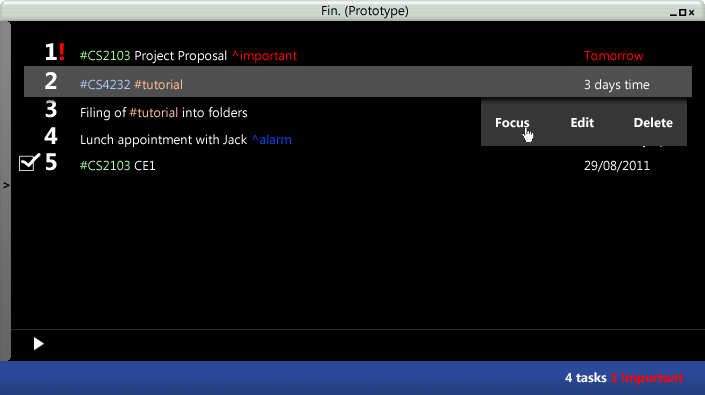 Fin. (Prototype)
1! #CS2103 Project Proposal ^important Tomorrow
2 #CS4232 #tutorial 3 days time
3 Filing of #tutorial into folders
Focus Edit Delete
4 Lunch appointment with Jack ^alarm
5 #CS2103 CE1 29/08/2011
>
4 tasks 1 important